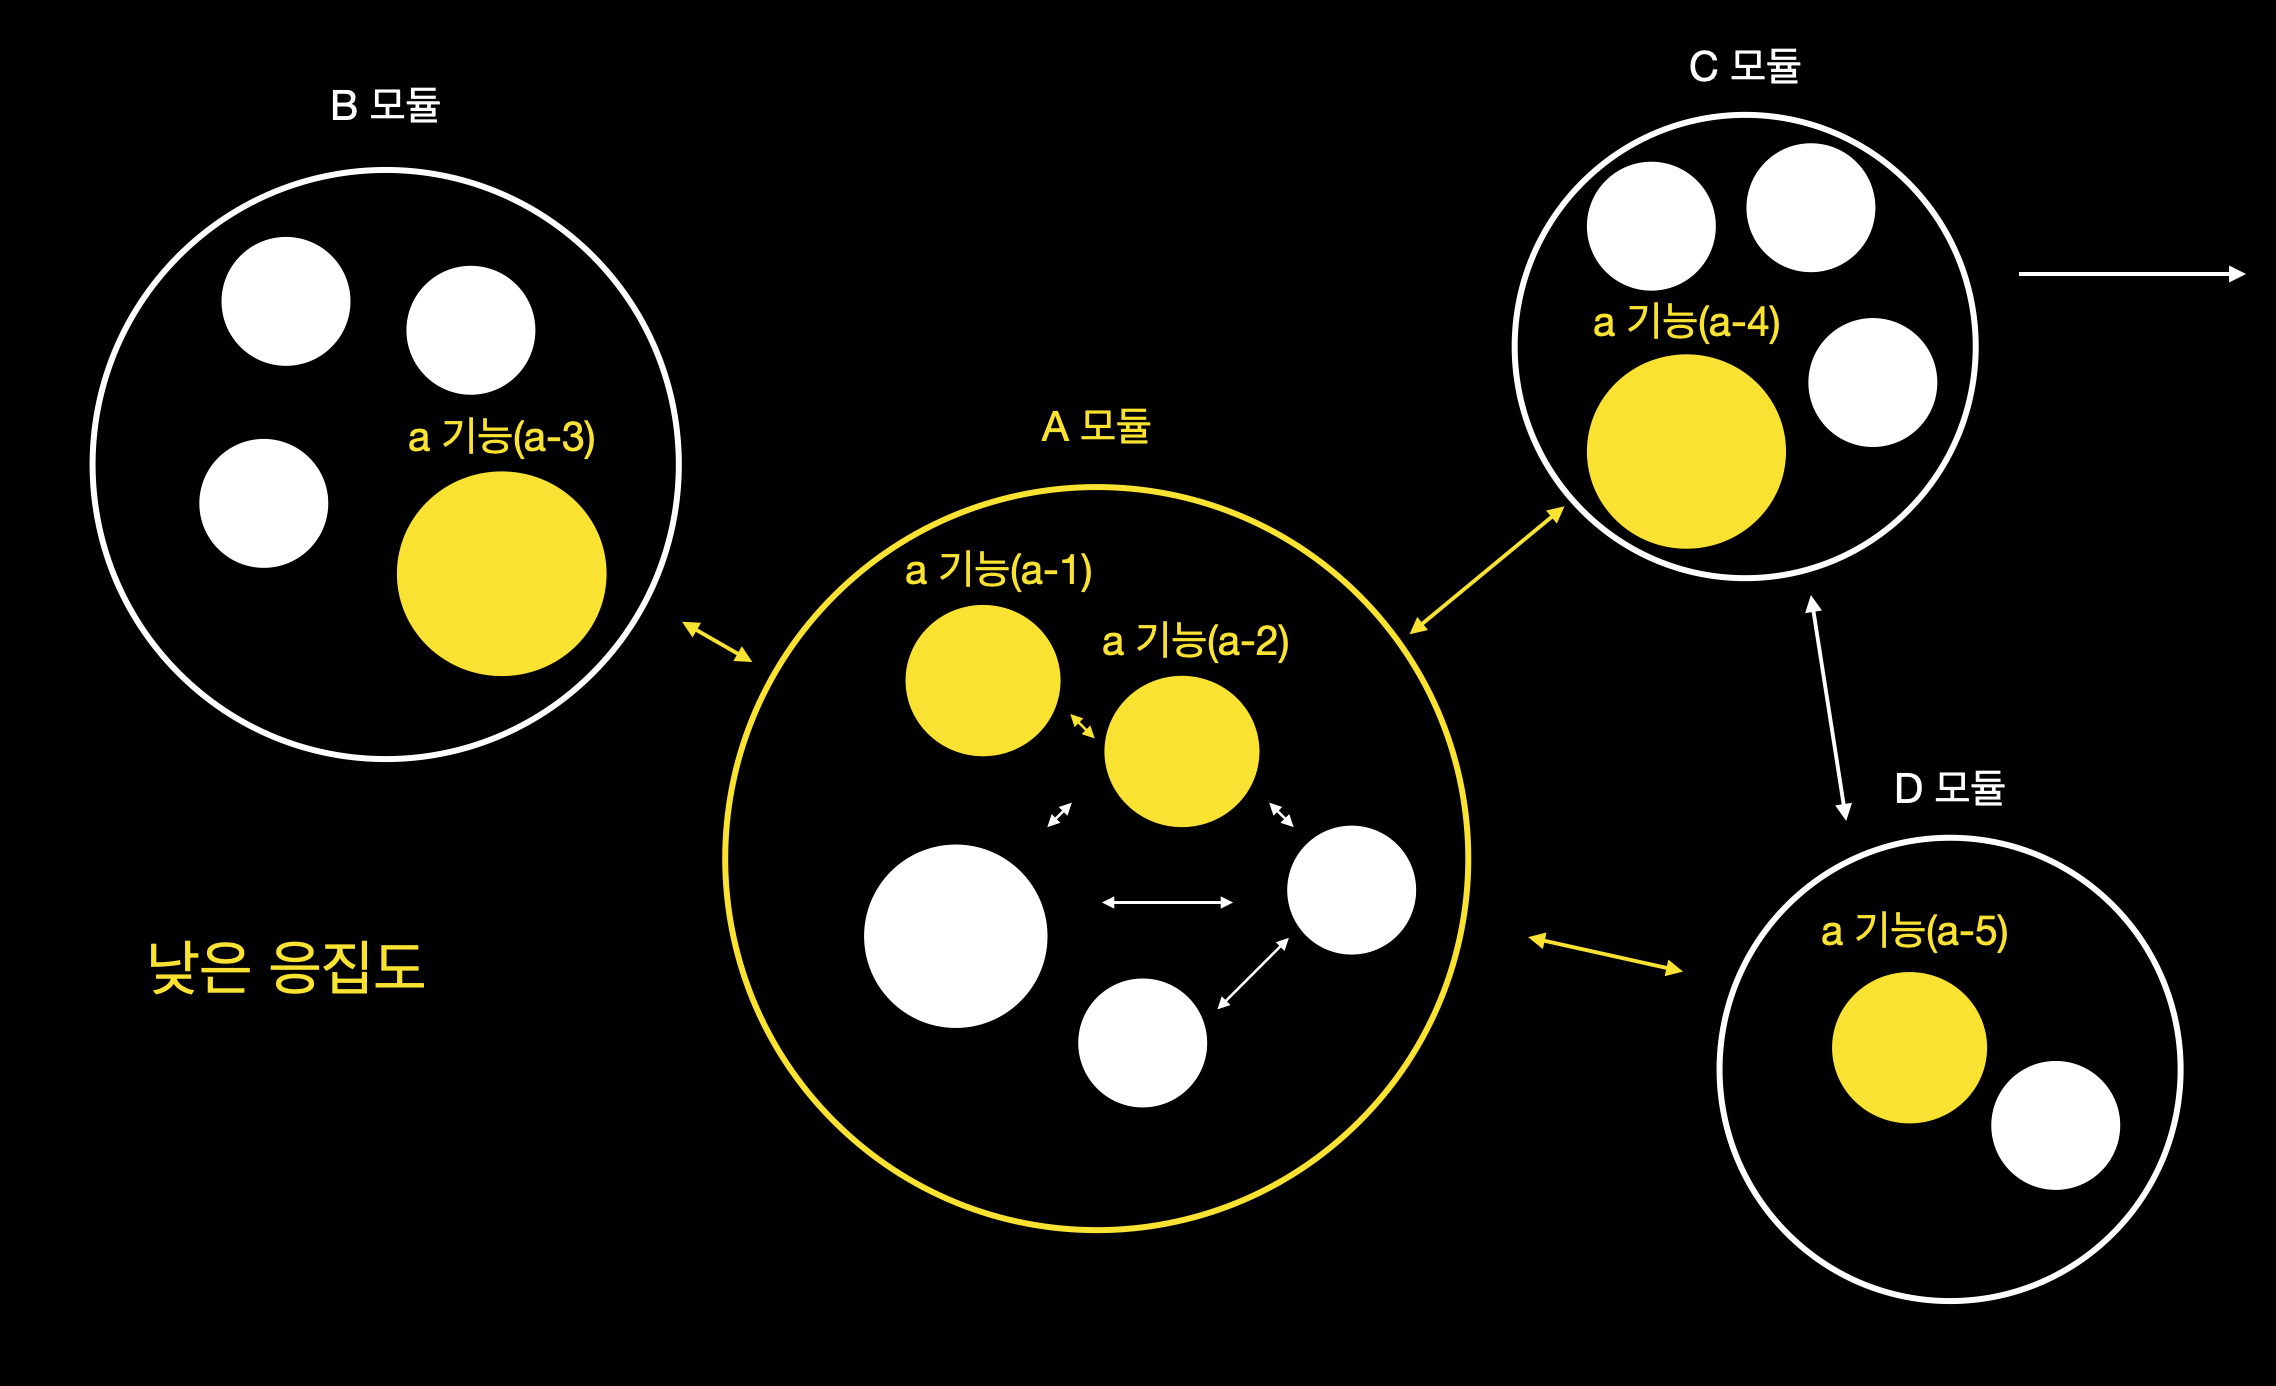 B 모듈
C 모듈
a 기능(a-4)
a 기능(a-3)
A 모듈
a 기능(a-1)
a 기능(a-2)
D 모듈
a 기능(a-5)
낮은 응집도